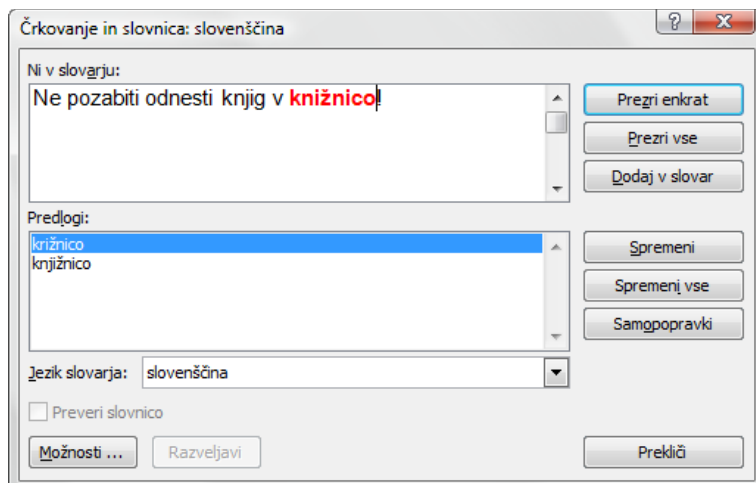 Črkovanje in slovnica: slovenščina
Ni v slovarju:
Ne pozabiti odnesti knjig v knižnico!
Prezri enkrat
Prezri vse
Dodaj v slovar
Predlogi:
križnico
knjižnico
Spremeni
Spremeni vse
Samopopravki
Jezik slovarja: slovenščina
Preveri slovnico
Možnosti ... Razveljavi Prekliči